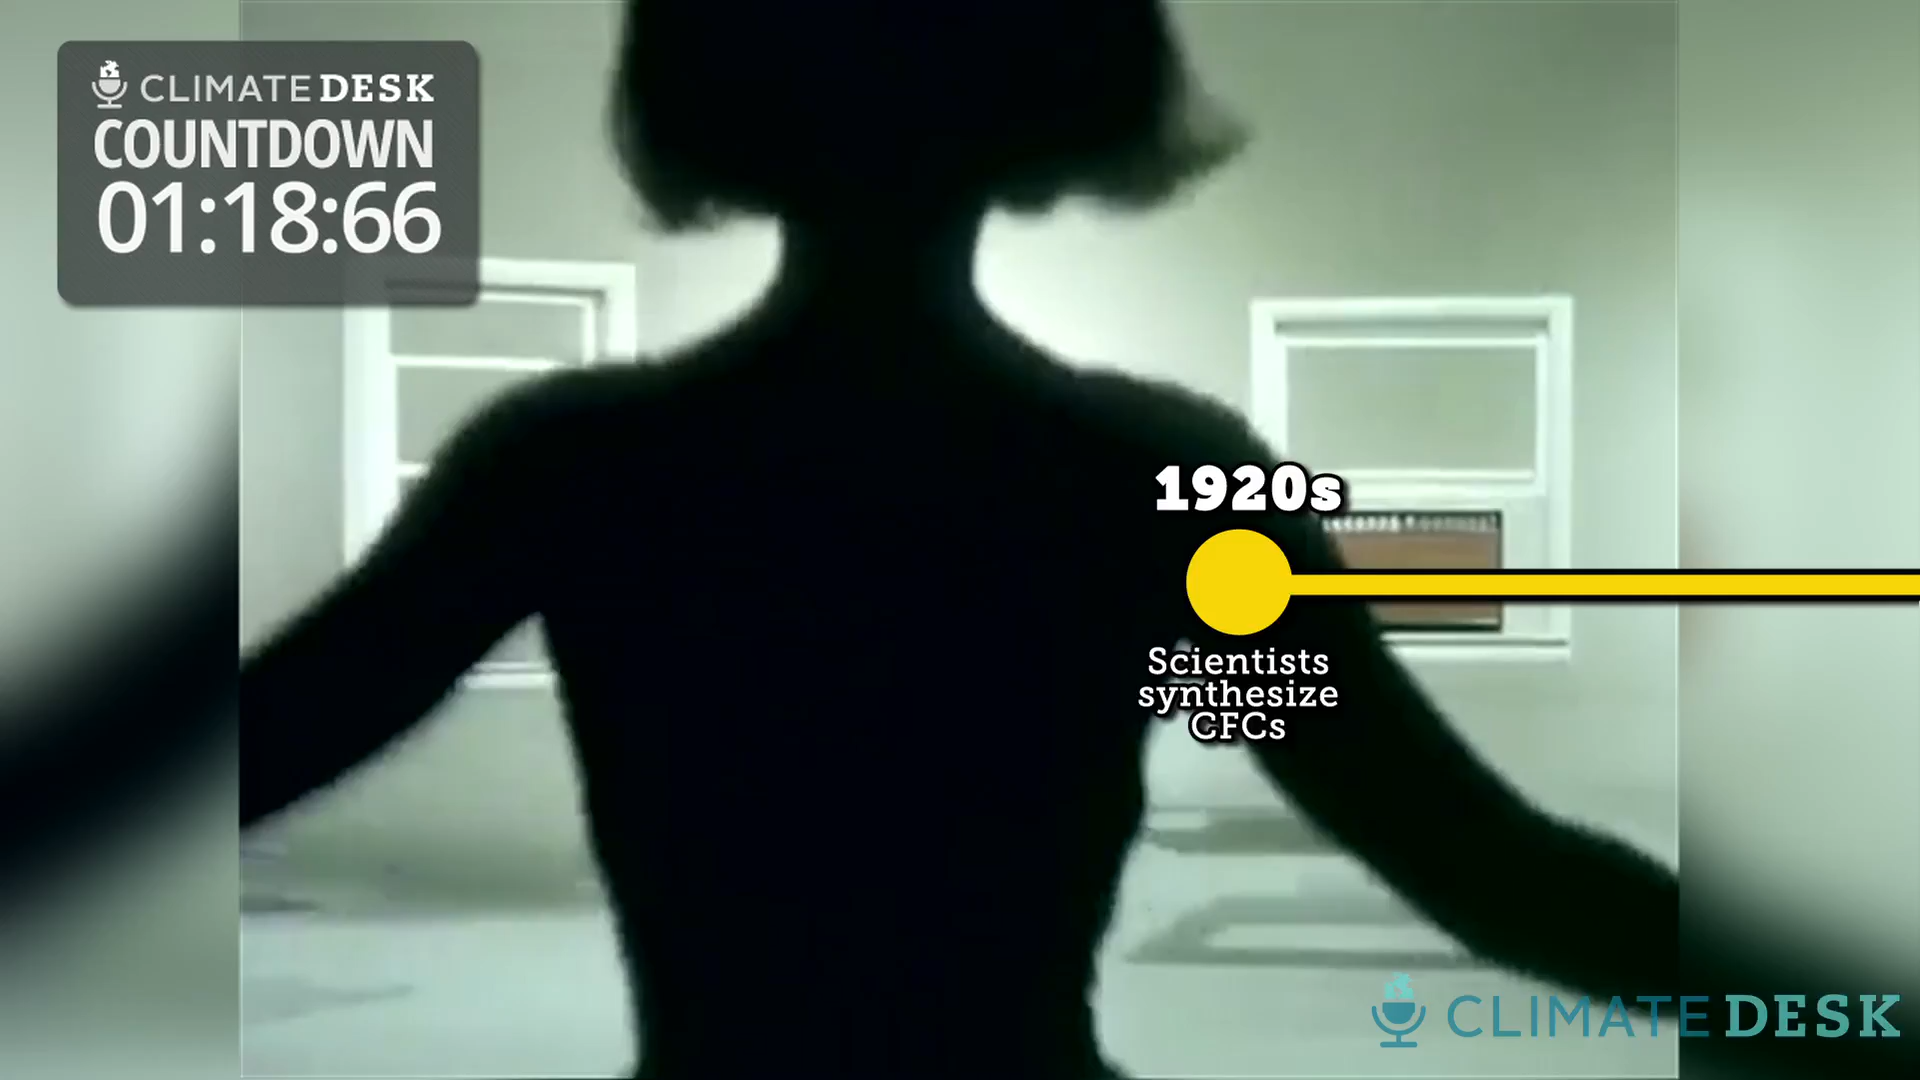 CLIMATE DESK
COUNTDOWN
01:18:66
1920s
Scientists
synthesize
CFCs
CLIMATE DESK